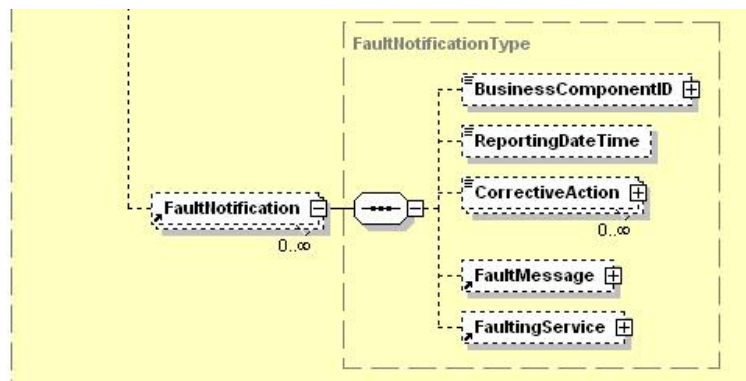 FaultNotificationType
BusinessComponentID
ReportingDateTime
CorrectiveAction
0..∞
FaultNotification
0..∞
FaultMessage
FaultingService